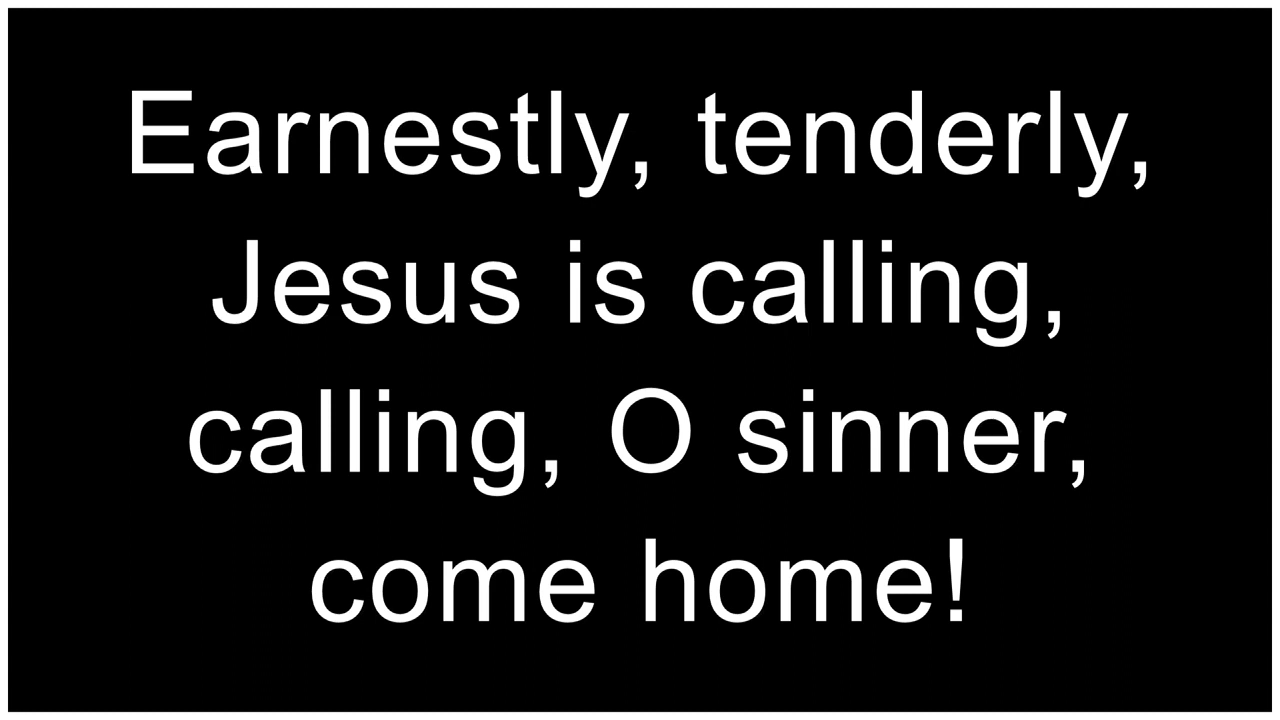 Earnestly, tenderly,
Jesus is calling,
calling, O sinner,
come home!